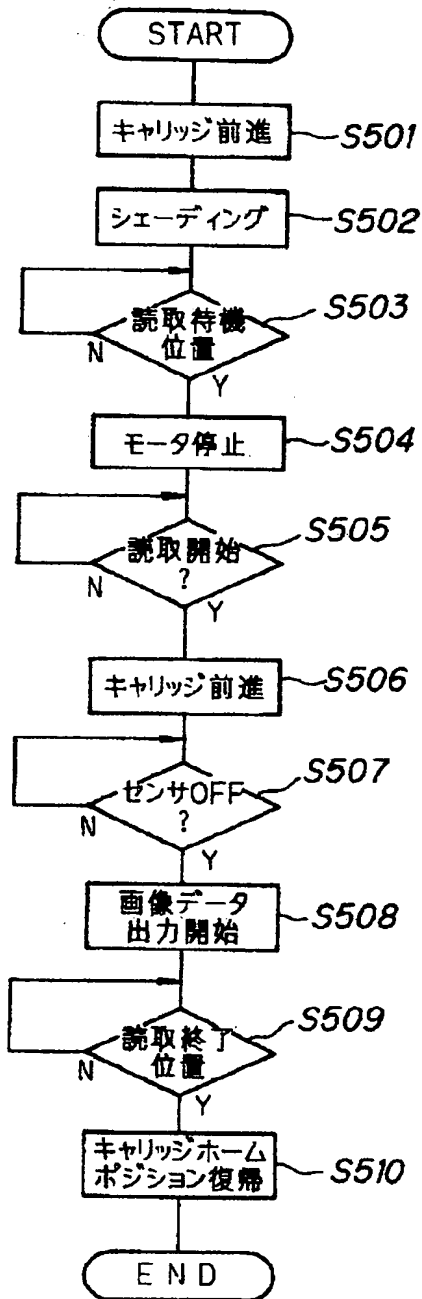 START
キャリッジ前進
S501
シェーディング
S502
読取待機
位置
S503
N
Y
モータ停止
S504
読取開始
?
S505
N
Y
キャリッジ前進
S506
センサOFF
?
S507
N
Y
画像データ
出力開始
S508
読取終了
位置
S509
N
Y
キャリッジホーム
ポジション復帰
S510
END